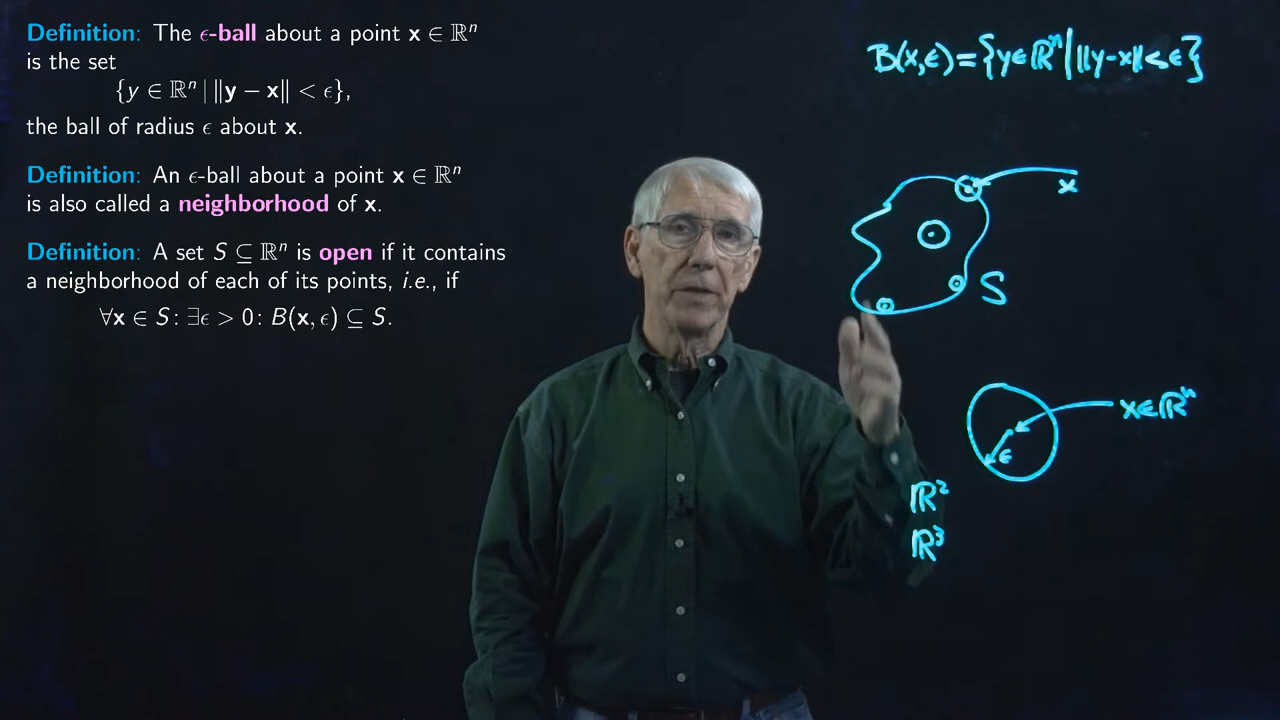 Definition: The ϵ-ball about a point x ∈ ℝⁿ
is the set
{y ∈ ℝⁿ | ‖y − x‖ < ϵ},
the ball of radius ϵ about x.
Definition: An ϵ-ball about a point x ∈ ℝⁿ
is also called a neighborhood of x.
Definition: A set S ⊆ ℝⁿ is open if it contains
a neighborhood of each of its points, i.e., if
∀x ∈ S: ∃ϵ > 0: B(x, ϵ) ⊆ S.
B(x,ϵ)={y∈ℝⁿ|‖y-x‖<ϵ}
x
S
x∈ℝⁿ
ϵ
ℝ²
ℝ³